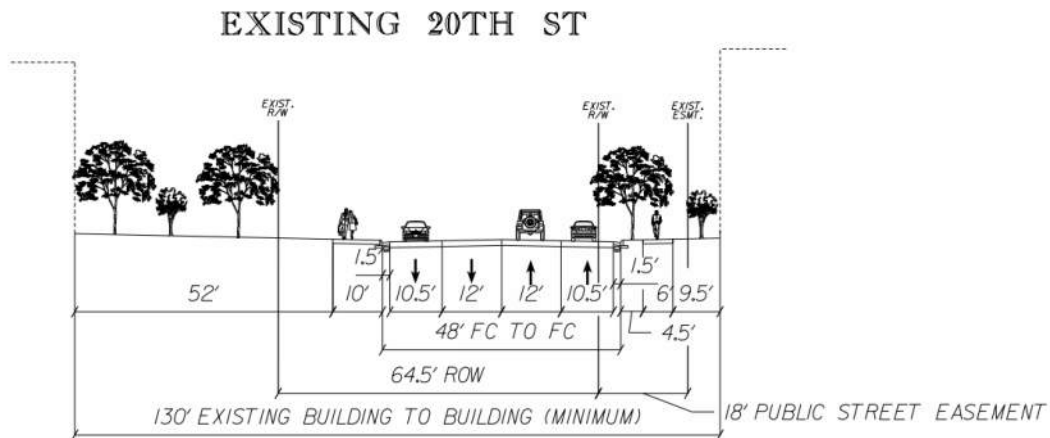 EXISTING 20TH ST
EXIST.
R/W
EXIST.
R/W
EXIST.
ESMT.
1.5'
1.5'
52'
10'
10.5'
12'
12'
10.5'
6'
9.5'
48' FC TO FC
4.5'
64.5' ROW
130' EXISTING BUILDING TO BUILDING (MINIMUM)
18' PUBLIC STREET EASEMENT